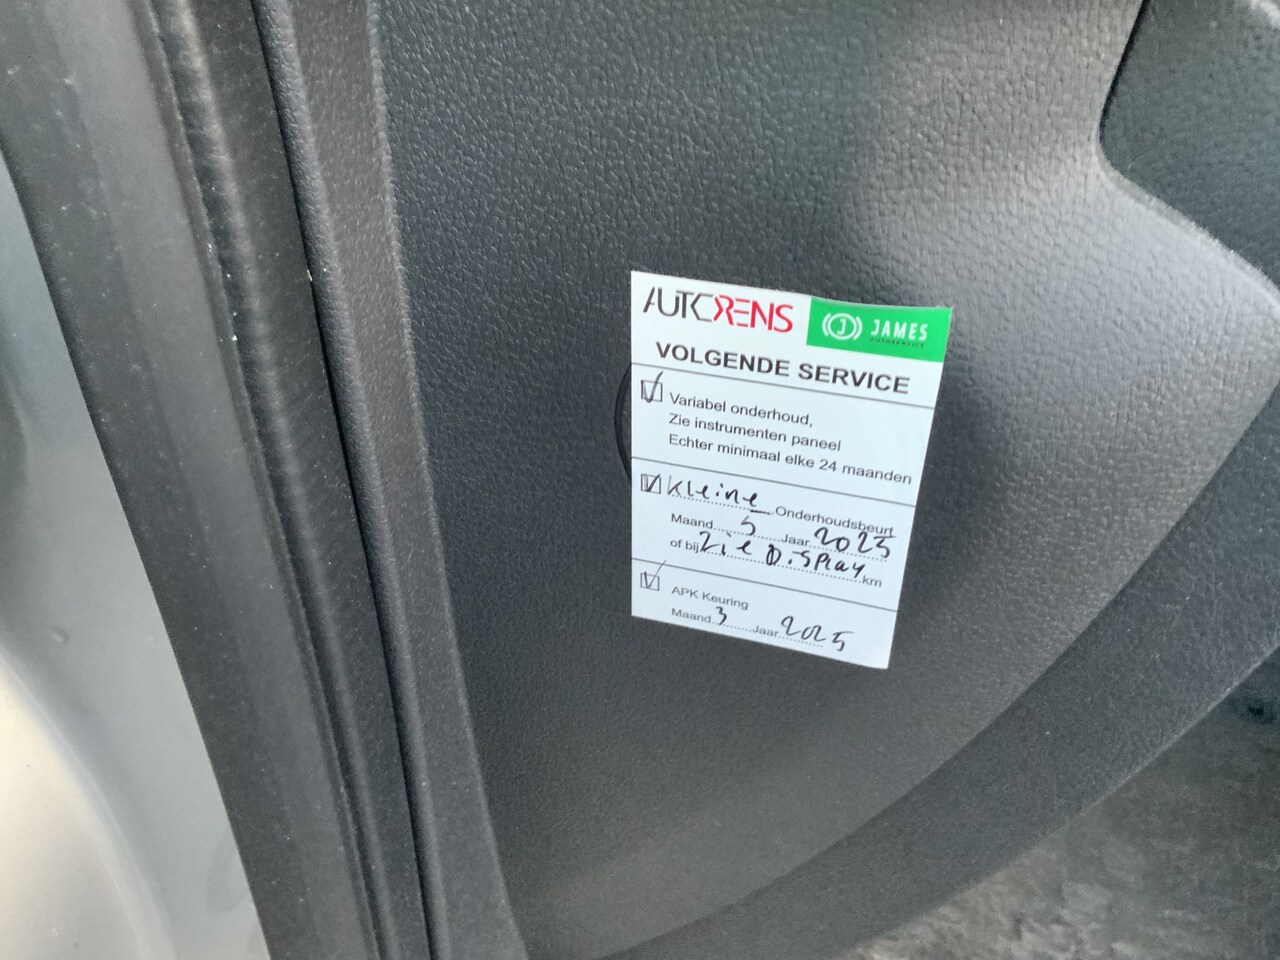 AUTORENS JAMES
AUTOSERVICE
VOLGENDE SERVICE
Variabel onderhoud,
Zie instrumenten paneel
Echter minimaal elke 24 maanden
Kleine Onderhoudsbeurt
Maand 5 Jaar 2025
of bij Zie Display km
APK Keuring
Maand 3 Jaar 2025